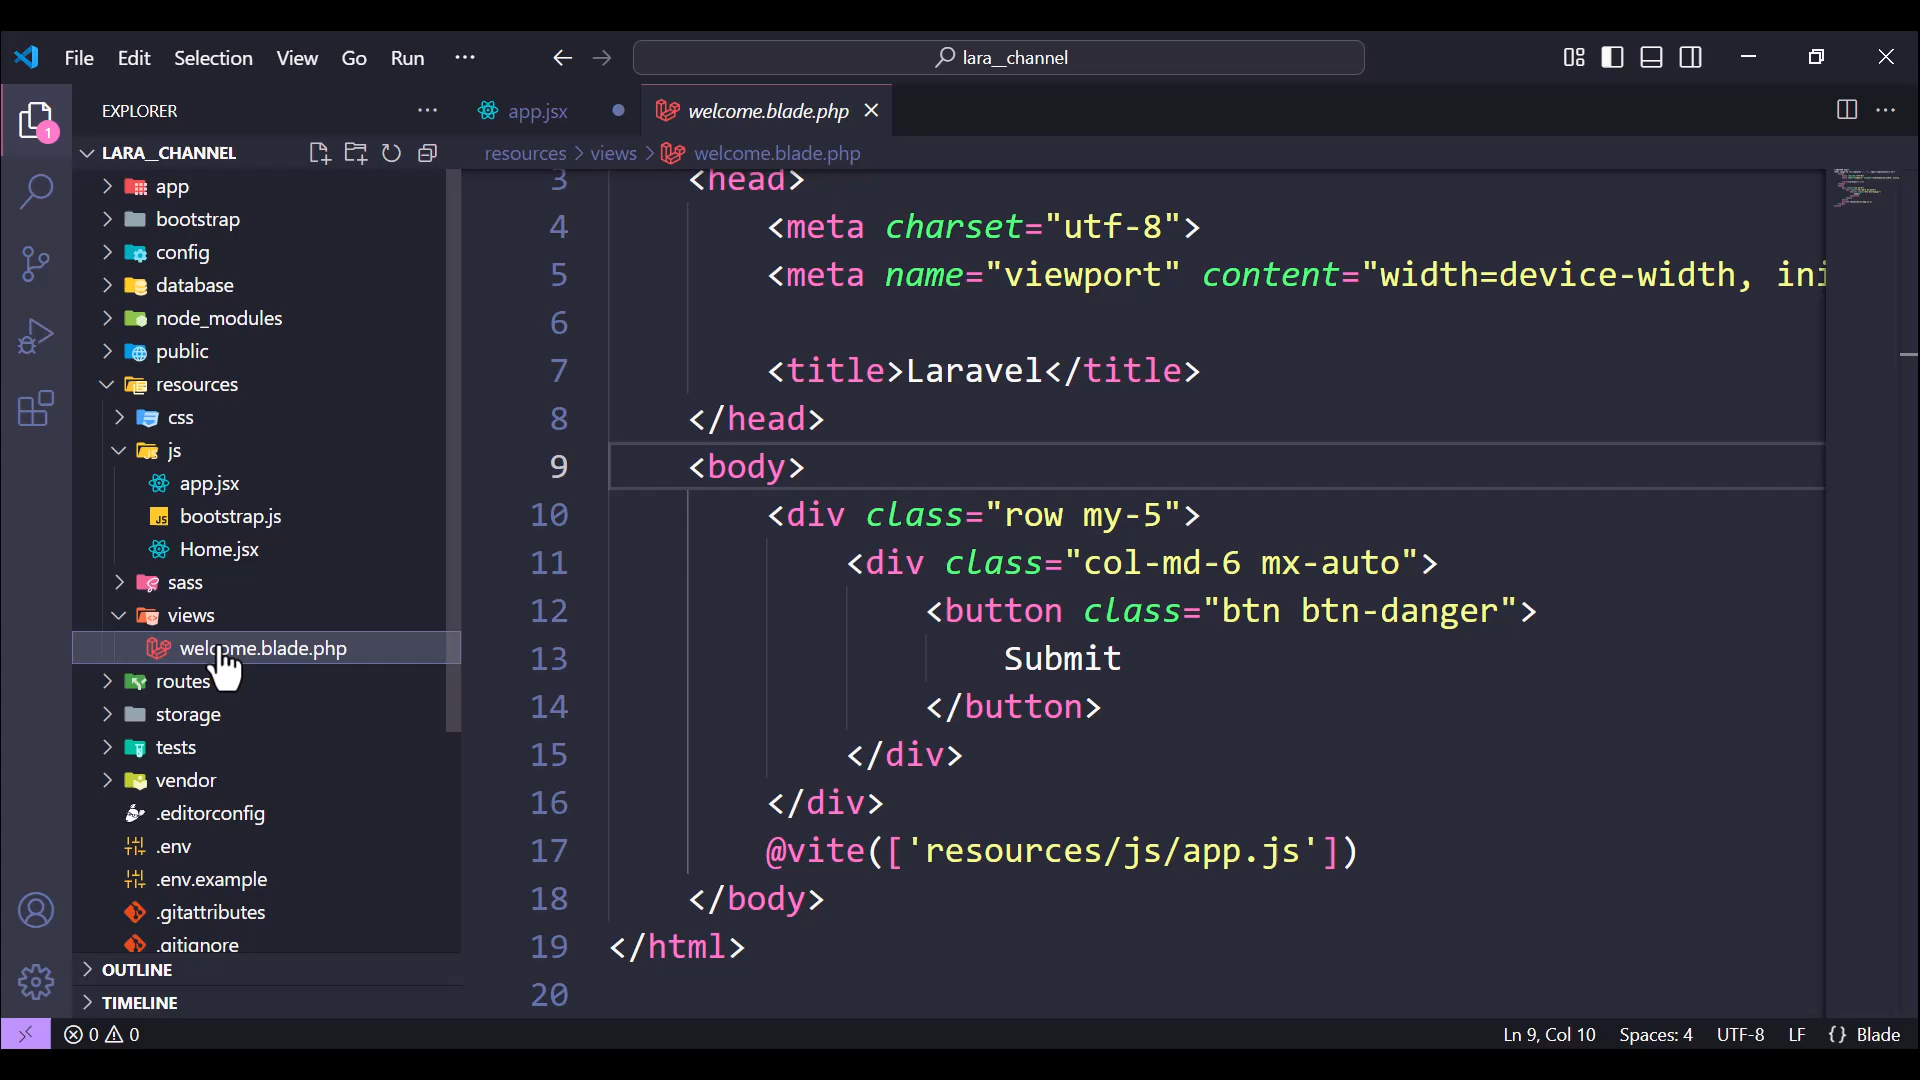 File Edit Selection View Go Run ...
lara__channel
EXPLORER
app.jsx
welcome.blade.php
LARA__CHANNEL
resources > views > welcome.blade.php
app
bootstrap
config
database
node_modules
public
resources
css
js
app.jsx
bootstrap.js
Home.jsx
sass
views
welcome.blade.php
routes
storage
tests
vendor
.editorconfig
.env
.env.example
.gitattributes
.gitignore
OUTLINE
TIMELINE
3 <head>
4 <meta charset="utf-8">
5 <meta name="viewport" content="width=device-width, ini
6
7 <title>Laravel</title>
8 </head>
9 <body>
10 <div class="row my-5">
11 <div class="col-md-6 mx-auto">
12 <button class="btn btn-danger">
13 Submit
14 </button>
15 </div>
16 </div>
17 @vite(['resources/js/app.js'])
18 </body>
19 </html>
20
1
0 0
Ln 9, Col 10 Spaces: 4 UTF-8 LF {} Blade